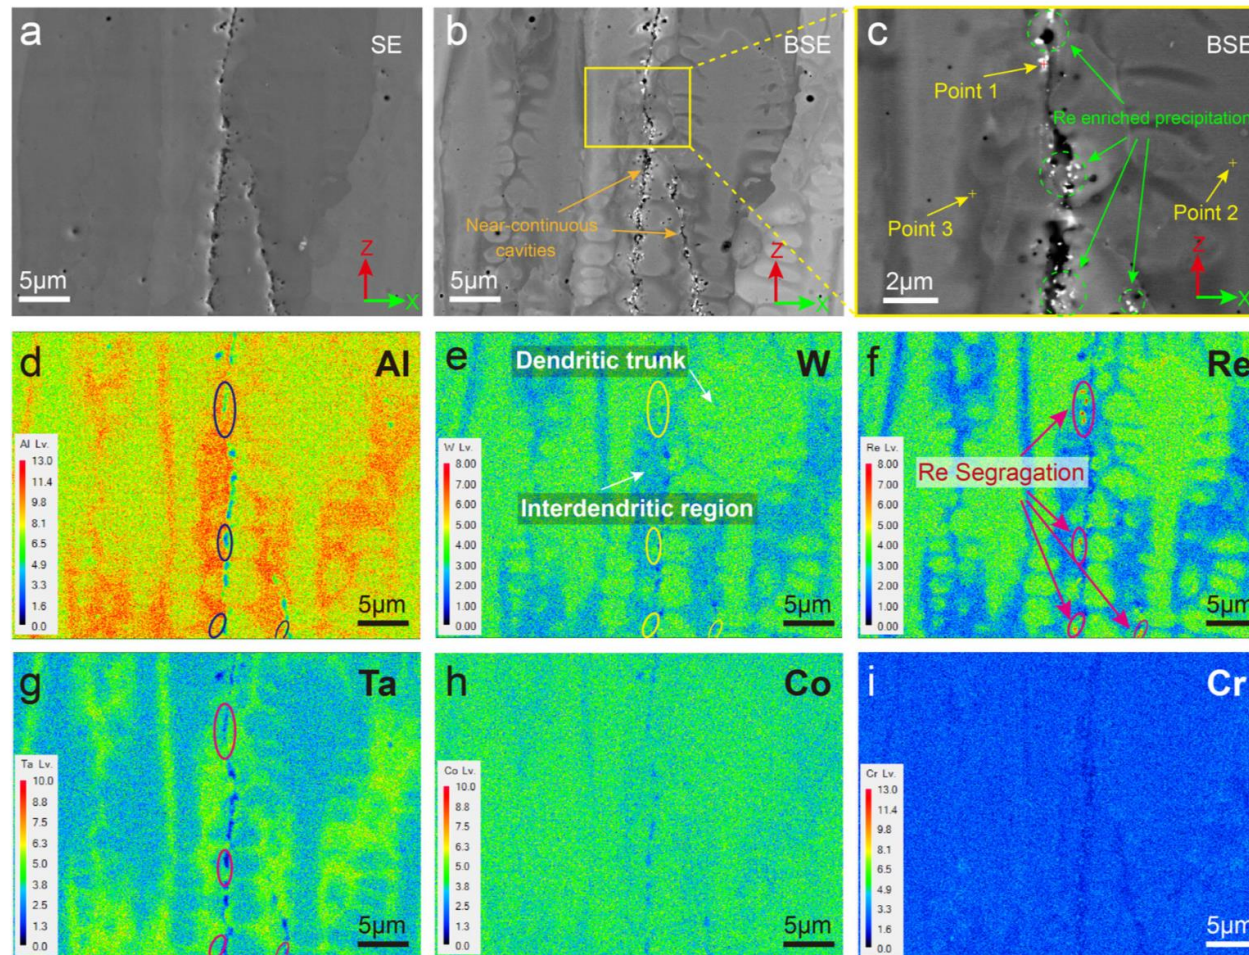 a
SE
Z
X
5μm
b
BSE
Near-continuous
cavities
Z
X
5μm
c
BSE
Point 1
Re enriched precipitation
Point 3
Point 2
Z
X
2μm
d
Al
Al Lv.
13.0
11.4
9.8
8.1
6.5
4.9
3.3
1.6
0.0
5μm
e
W
Dendritic trunk
W Lv.
8.00
7.00
6.00
5.00
4.00
3.00
2.00
1.00
0.00
Interdendritic region
5μm
f
Re
Re Lv.
8.00
7.00
6.00
5.00
4.00
3.00
2.00
1.00
0.00
Re Segragation
5μm
g
Ta
Ta Lv.
10.0
8.8
7.5
6.3
5.0
3.8
2.5
1.3
0.0
5μm
h
Co
Co Lv.
10.0
8.8
7.5
6.3
5.0
3.8
2.5
1.3
0.0
5μm
i
Cr
Cr Lv.
13.0
11.4
9.8
8.1
6.5
4.9
3.3
1.6
0.0
5μm